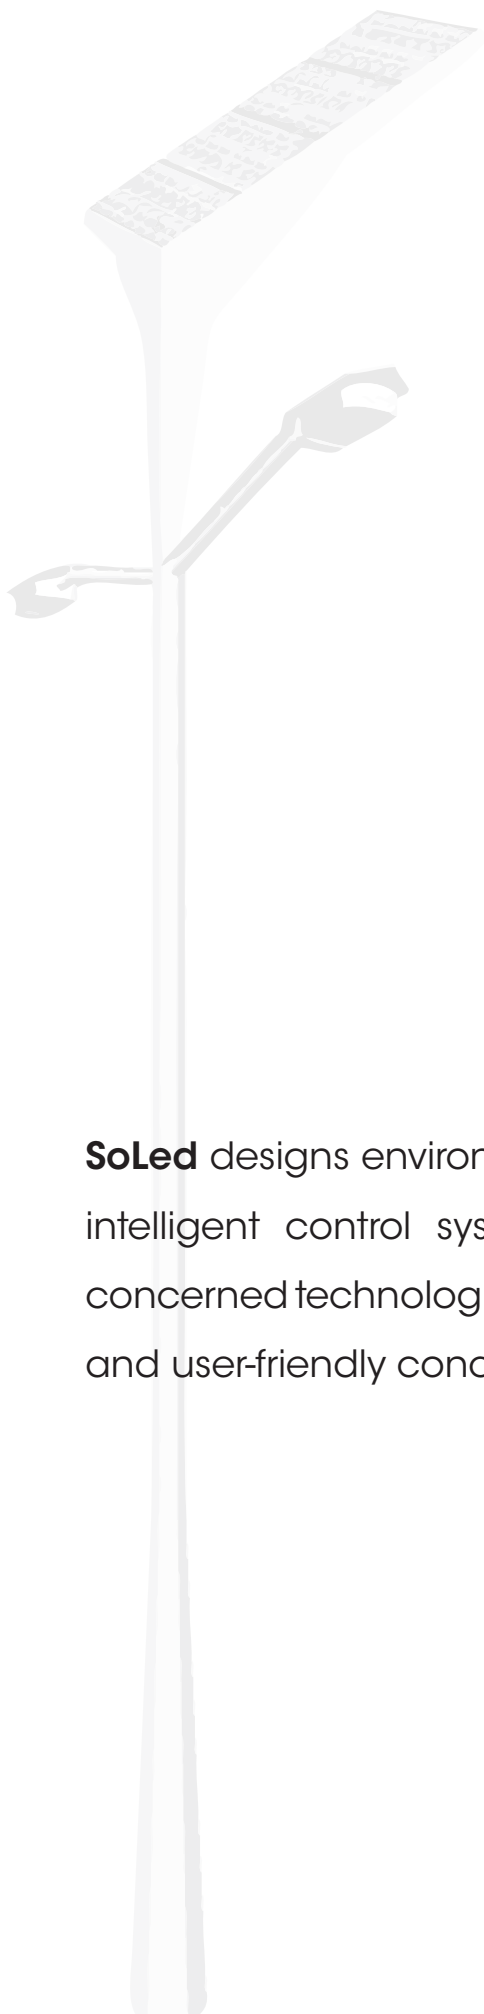 SoLed designs environ
intelligent control sys
concerned technolog
and user-friendly conc